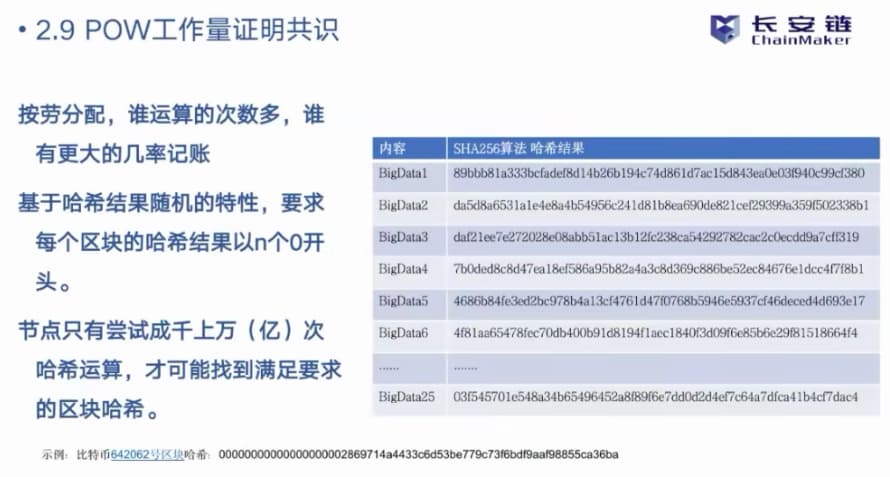 • 2.9 POW工作量证明共识
长安链
ChainMaker
按劳分配，谁运算的次数多，谁
有更大的几率记账
基于哈希结果随机的特性，要求
每个区块的哈希结果以n个0开
头。
节点只有尝试成千上万（亿）次
哈希运算，才可能找到满足要求
的区块哈希。
内容 SHA256算法 哈希结果
BigData1 89bbb81a333bcfadef8d14b26b194c74d861d7ac15d843ea0e03f940c99cf380
BigData2 da5d8a6531a1e4e8a4b54956c241d81b8ea690de821cef29399a359f502338b1
BigData3 daf21ee7e272028e08abb51ac13b12fc238ca54292782cac2c0ecdd9a7cff319
BigData4 7b0ded8c8d47ea18ef586a95b82a4a3c8d369c886be52ec84676e1dcc4f7f8b1
BigData5 4686b84fe3ed2bc978b4a13cf4761d47f0768b5946e5937cf46deced4d693e17
BigData6 4f81aa65478fec70db400b91d8194f1aec1840f3d09f6e85b6e29f81518664f4
...... .......
BigData25 03f545701e548a34b65496452a8f89f6e7dd0d2d4ef7c64a7dfca41b4cf7dac4
示例：比特币642062号区块哈希：00000000000000000002869714a4433c6d53be779c73f6bdf9aaf98855ca36ba